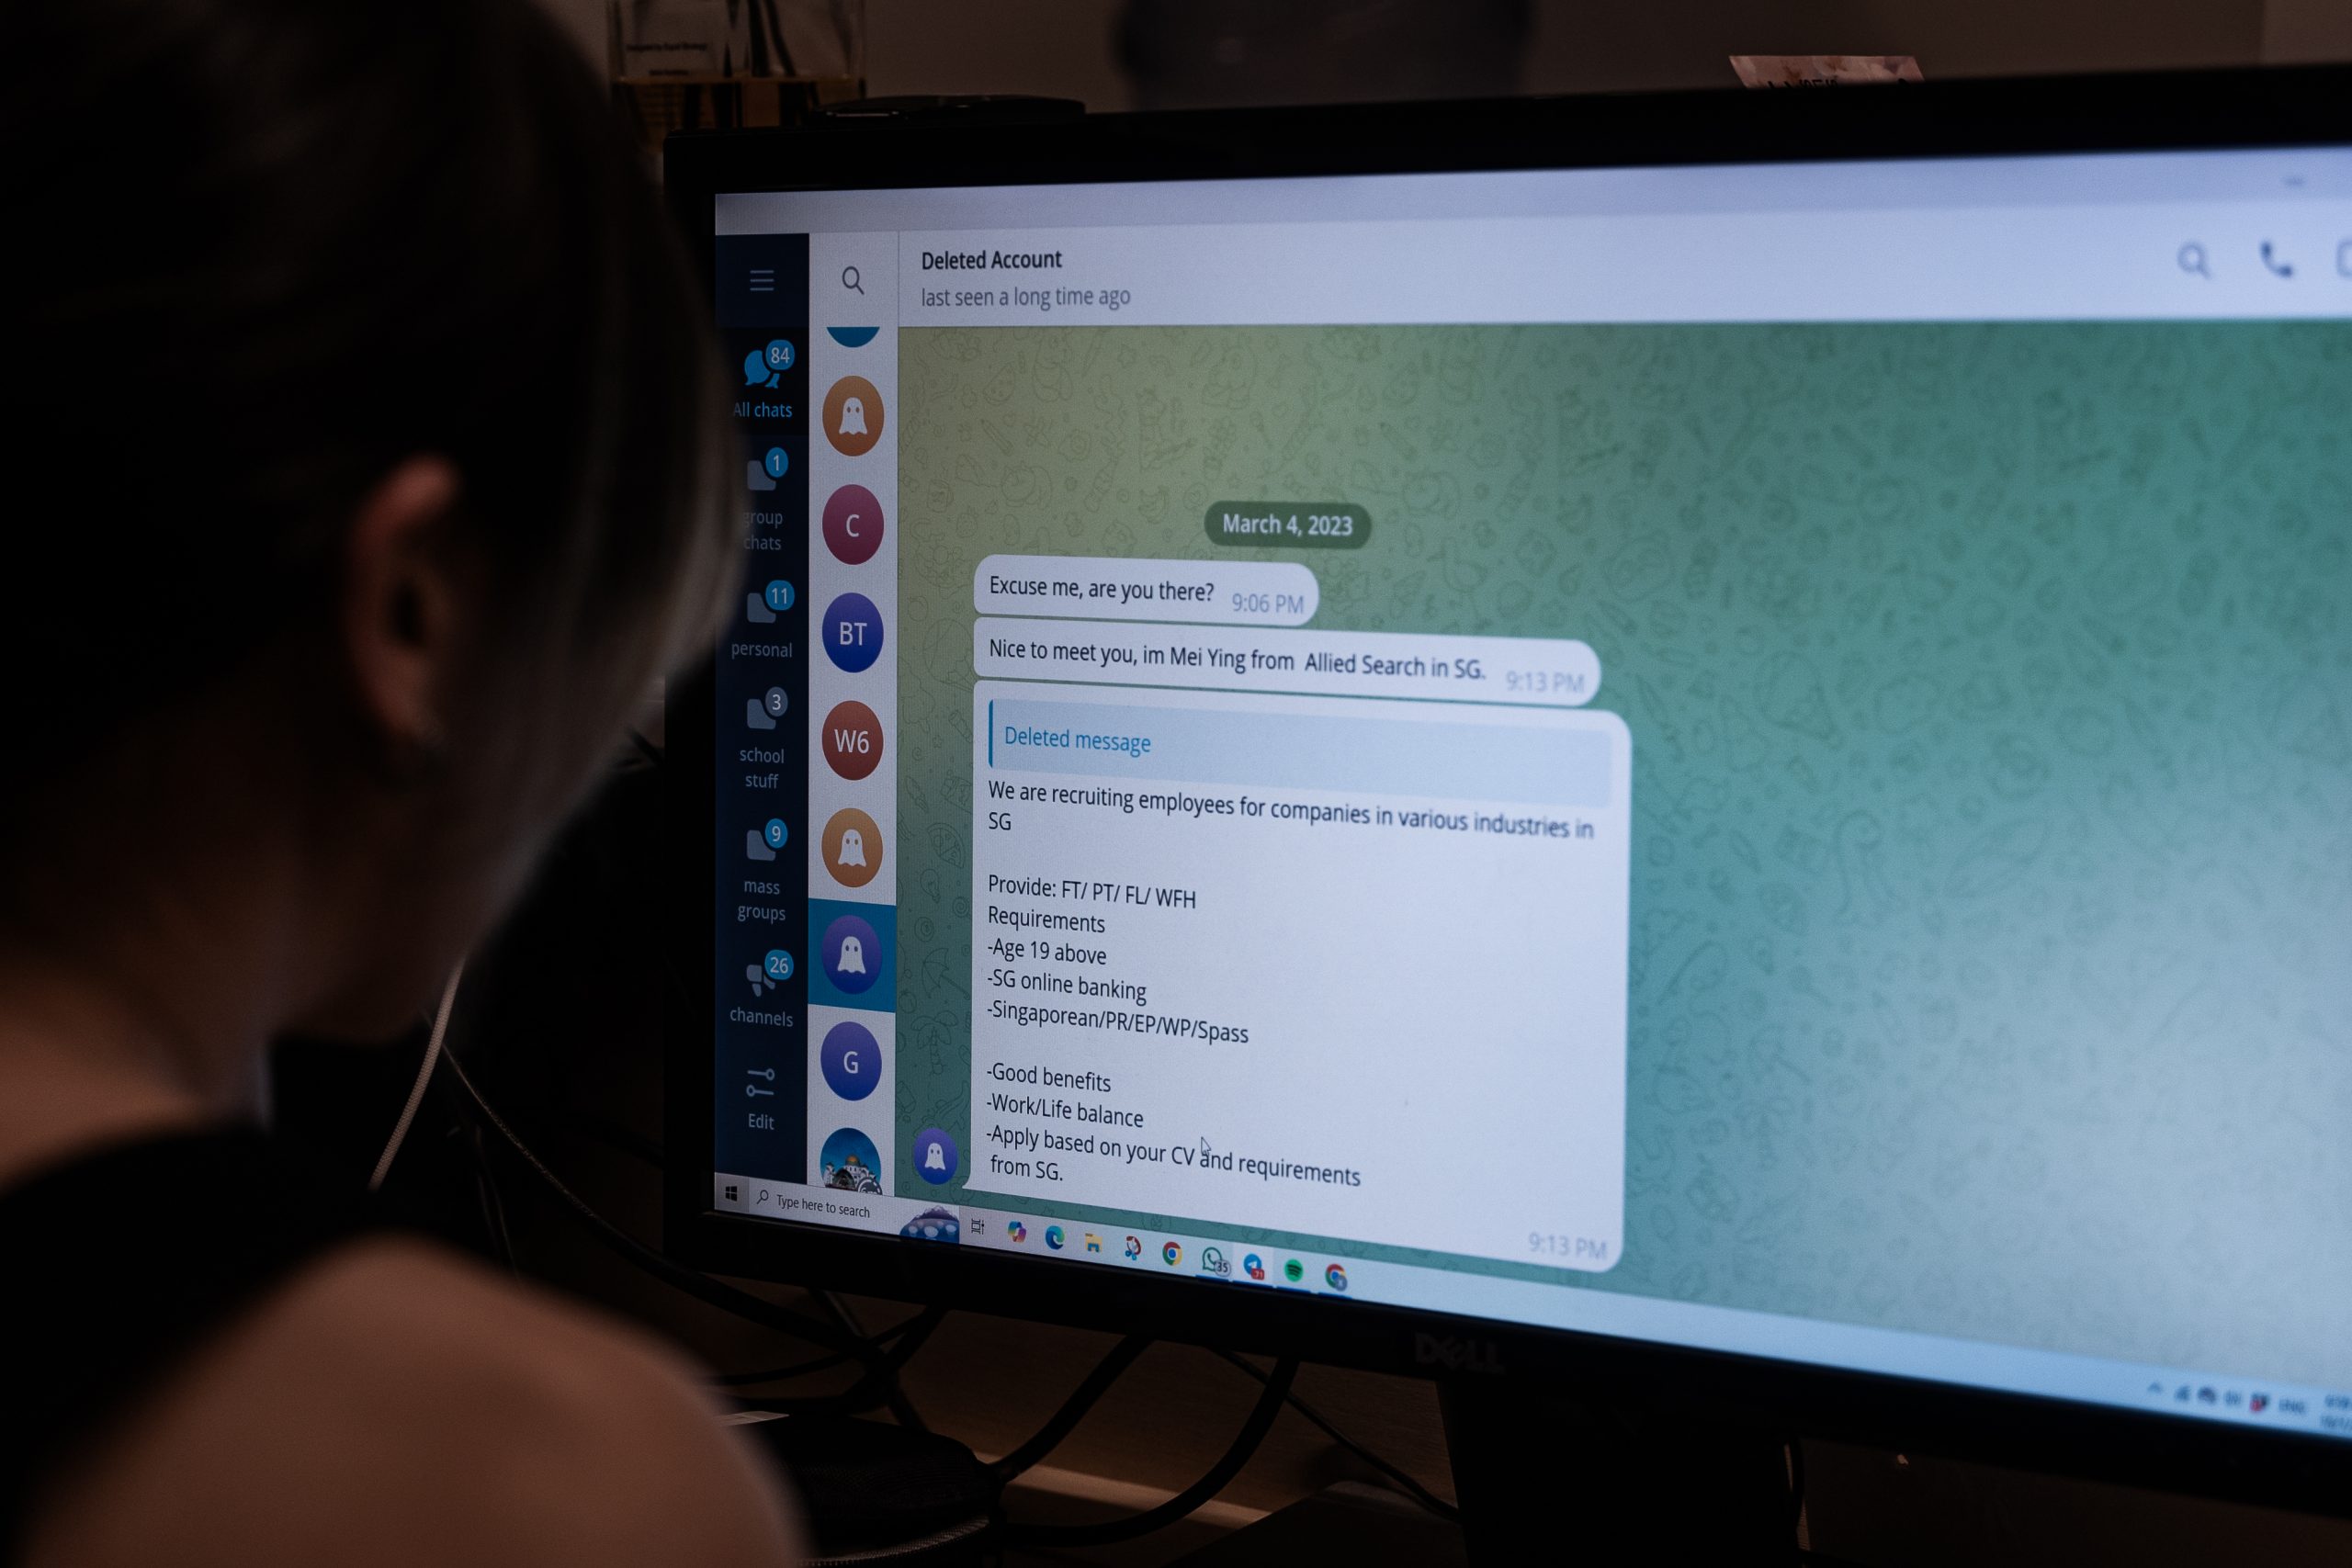 Deleted Account
last seen a long time ago
84
All chats
1
group
chats
11
personal
3
school
stuff
9
mass
groups
26
channels
Edit
C
BT
W6
G
March 4, 2023
Excuse me, are you there? 9:06 PM
Nice to meet you, im Mei Ying from Allied Search in SG. 9:13 PM
Deleted message
We are recruiting employees for companies in various industries in
SG
Provide: FT/ PT/ FL/ WFH
Requirements
-Age 19 above
-SG online banking
-Singaporean/PR/EP/WP/Spass
-Good benefits
-Work/Life balance
-Apply based on your CV and requirements
from SG.
9:13 PM
Type here to search
35
ENG
DELL